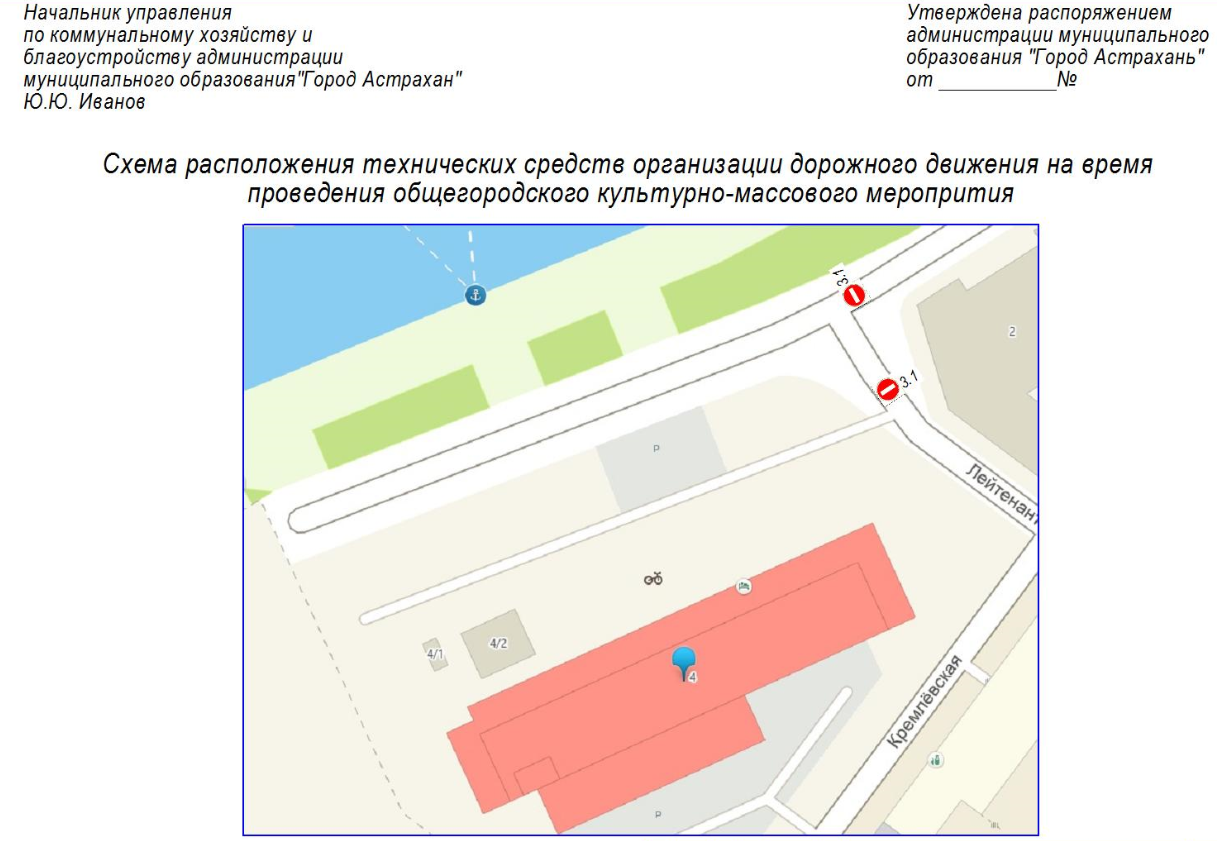 Начальник управления
по коммунальному хозяйству и
благоустройству администрации
муниципального образования"Город Астрахан"
Ю.Ю. Иванов
Утверждена распоряжением
администрации муниципального
образования "Город Астрахань"
от ___________№
Схема расположения технических средств организации дорожного движения на время
проведения общегородского культурно-массового меропрития
3.1
2
3.1
P
Лейтенант
4/1
4/2
4
Кремлёвская
P